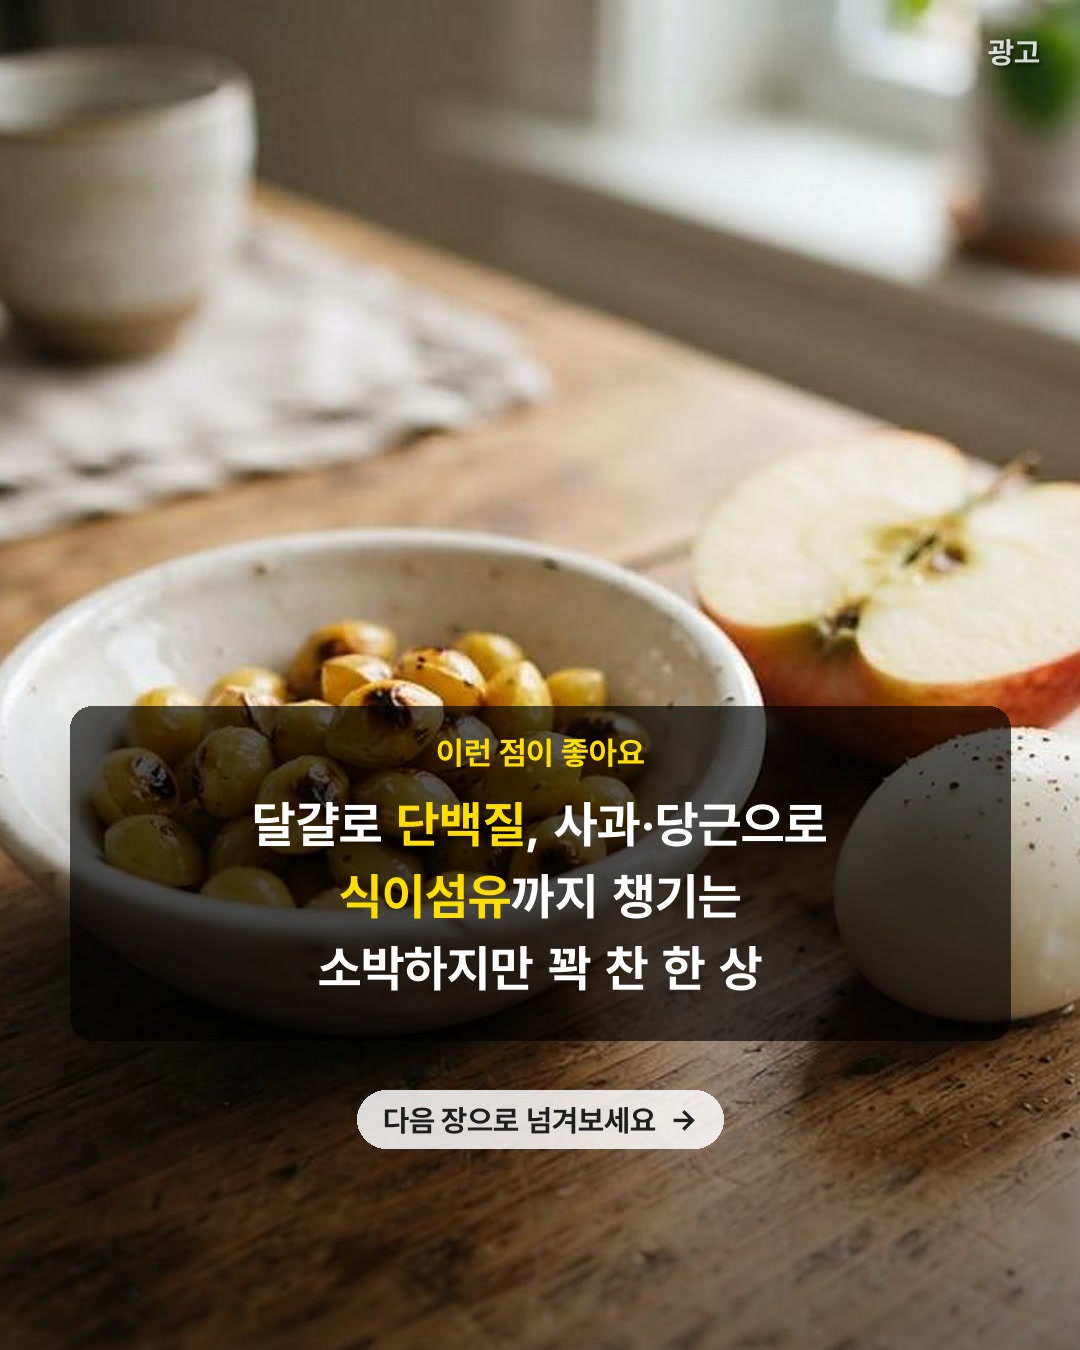 광고
이런 점이 좋아요
달걀로 단백질, 사과·당근으로
식이섬유까지 챙기는
소박하지만 꽉 찬 한 상
다음 장으로 넘겨보세요 →